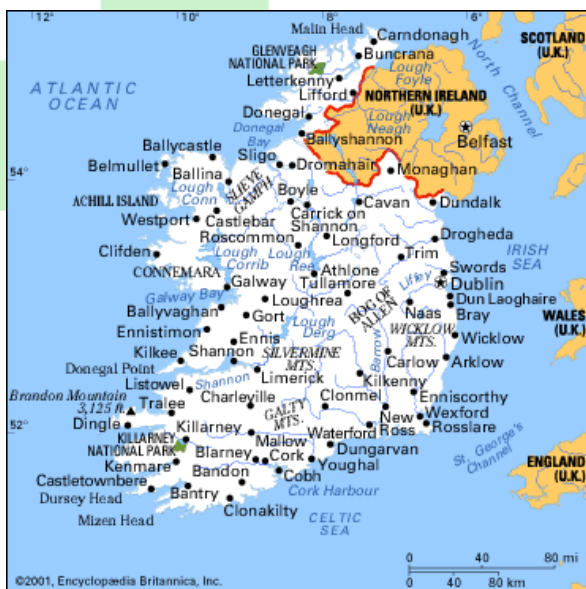 12°
10°
8°
6°
Malin Head
Carndonagh
SCOTLAND
(U.K.)
GLENVEAGH
NATIONAL PARK
Buncrana
Lough
Foyle
North Channel
Letterkenny
Lifford
NORTHERN IRELAND
(U.K.)
ATLANTIC
OCEAN
Donegal
Lough
Neagh
Belfast
Donegal
Bay
Ballyshannon
Ballycastle
Sligo
Dromahair
Monaghan
Belmullet
54°
54°
Ballina
Lough
Conn
SLIEVE
GAMPH
Boyle
Cavan
Dundalk
ACHILL ISLAND
Carrick on
Shannon
Westport
Castlebar
Roscommon
Longford
Drogheda
Clifden
Lough
Corrib
Lough
Ree
Trim
IRISH
SEA
CONNEMARA
Athlone
Swords
Galway
Tullamore
Liffey
Dublin
Galway Bay
Loughrea
BOG OF
ALLEN
Dun Laoghaire
Ballyvaghan
Gort
Naas
Bray
WALES
(U.K.)
Ennistimon
Lough
Derg
WICKLOW
MTS.
Wicklow
Ennis
Barrow
Kilkee
Shannon
SILVERMINE
MTS.
Carlow
Arklow
Donegal Point
Limerick
Kilkenny
Listowel
Shannon
Brandon Mountain
3,125 ft.
Charleville
Clonmel
Enniscorthy
Tralee
GALTY
MTS.
New
Ross
Wexford
Dingle
Rosslare
52°
52°
Killarney
Waterford
KILLARNEY
NATIONAL PARK
Mallow
Dungarvan
St. George's
Channel
Kenmare
Blarney
Cork
Youghal
ENGLAND
(U.K.)
Castletownbere
Bandon
Cobh
Dursey Head
Bantry
Cork Harbour
Mizen Head
Clonakilty
CELTIC
SEA
0 40 80 mi
0 40 80 km
©2001, Encyclopædia Britannica, Inc.